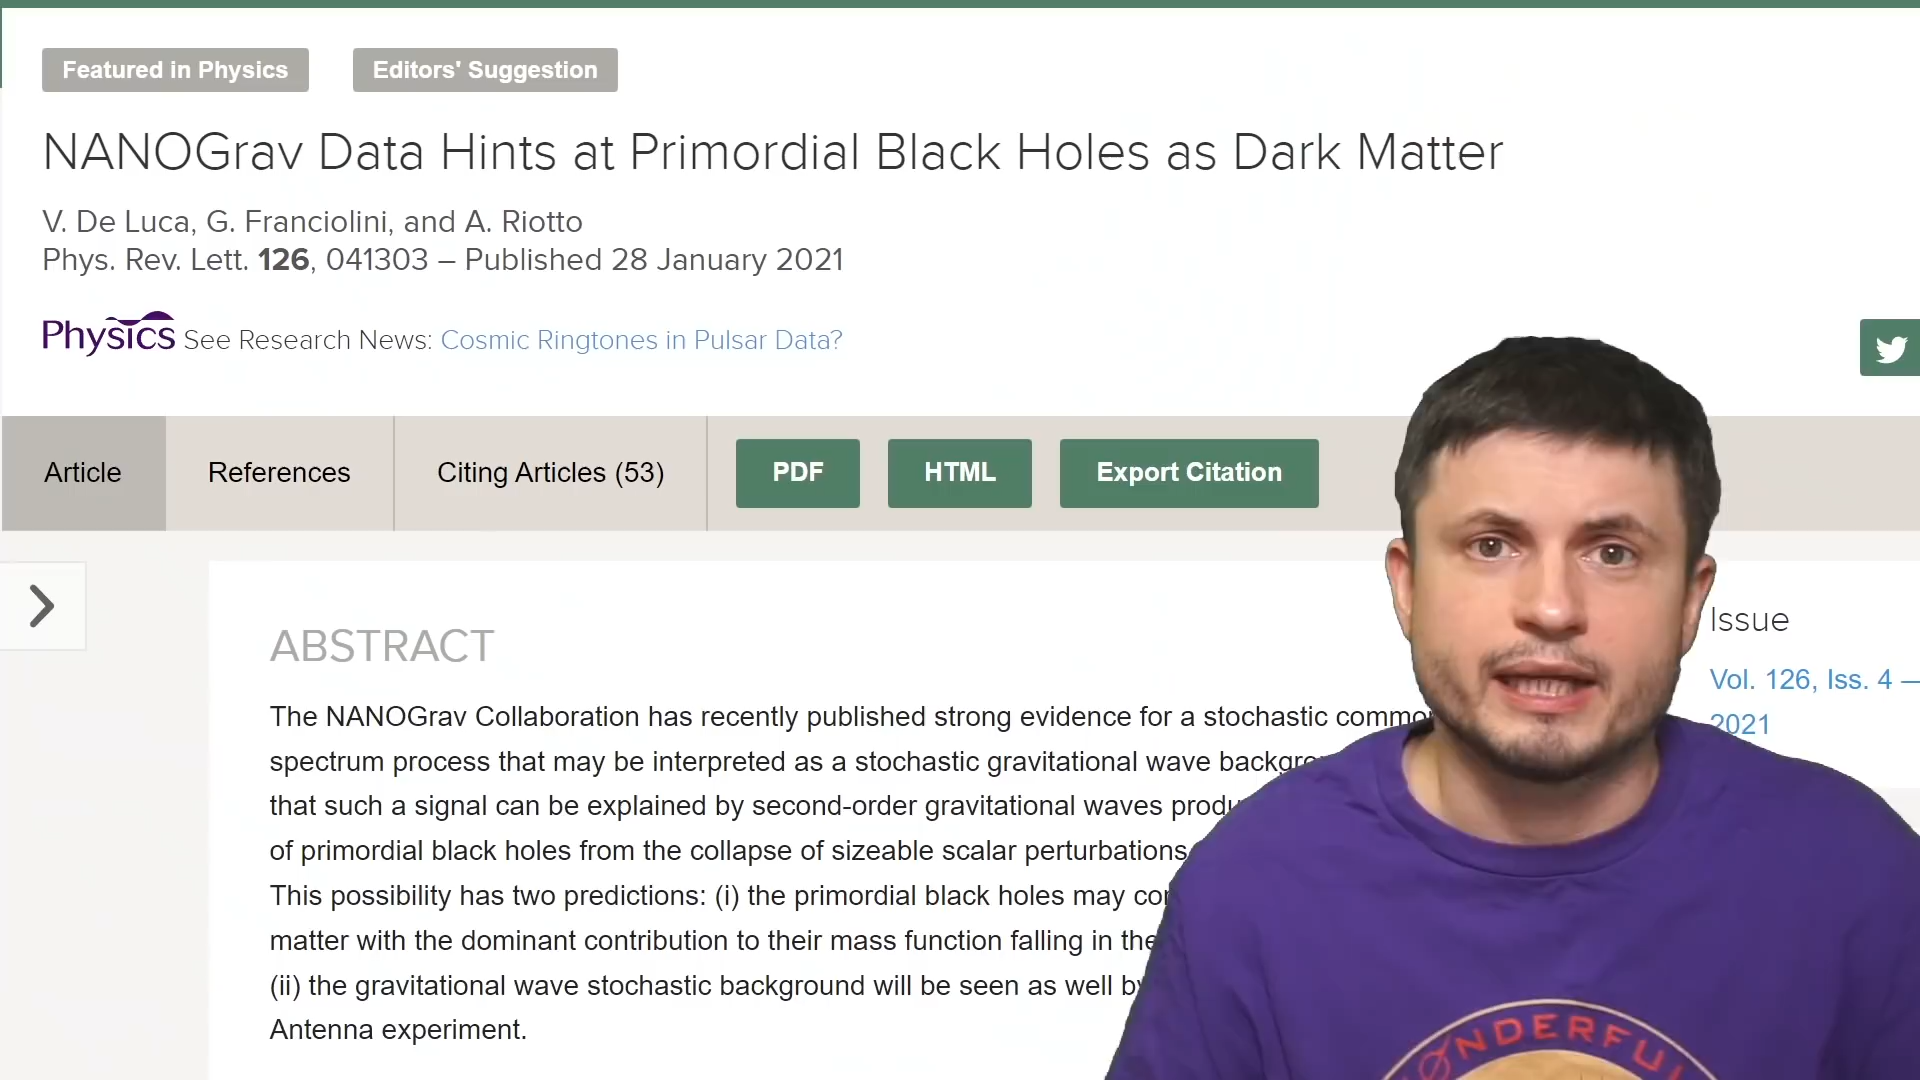 Featured in Physics
Editors' Suggestion
NANOGrav Data Hints at Primordial Black Holes as Dark Matter
V. De Luca, G. Franciolini, and A. Riotto
Phys. Rev. Lett. 126, 041303 – Published 28 January 2021
Physics See Research News: Cosmic Ringtones in Pulsar Data?
Article
References
Citing Articles (53)
PDF
HTML
Export Citation
ABSTRACT
The NANOGrav Collaboration has recently published strong evidence for a stochastic
spectrum process that may be interpreted as a stochastic gravitational wave
that such a signal can be explained by second-order gravitational waves
of primordial black holes from the collapse of sizeable scalar perturbations
This possibility has two predictions: (i) the primordial black holes may
matter with the dominant contribution to their mass function falling in the
(ii) the gravitational wave stochastic background will be seen as well
Antenna experiment.
Issue
Vol. 126, Iss. 4 —
2021